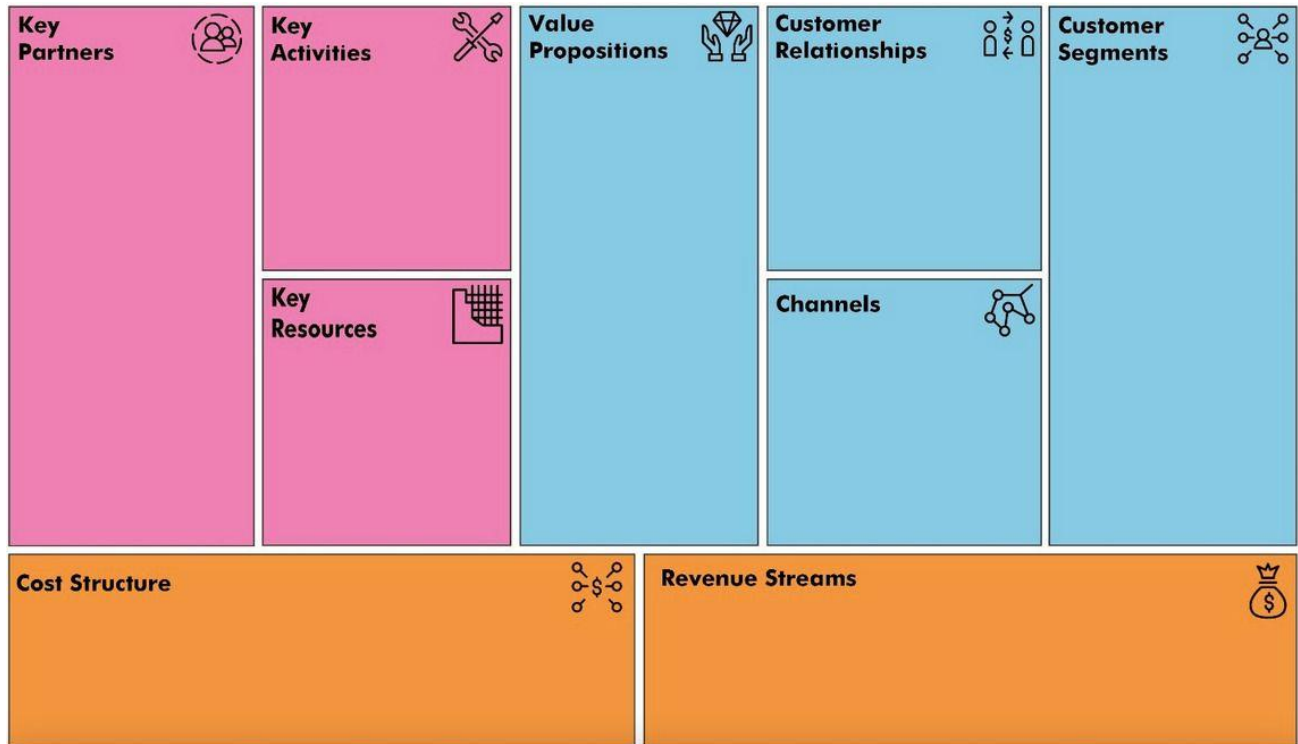 Key
Partners
Key
Activities
Value
Propositions
Customer
Relationships
Customer
Segments
Key
Resources
Channels
Cost Structure
Revenue Streams